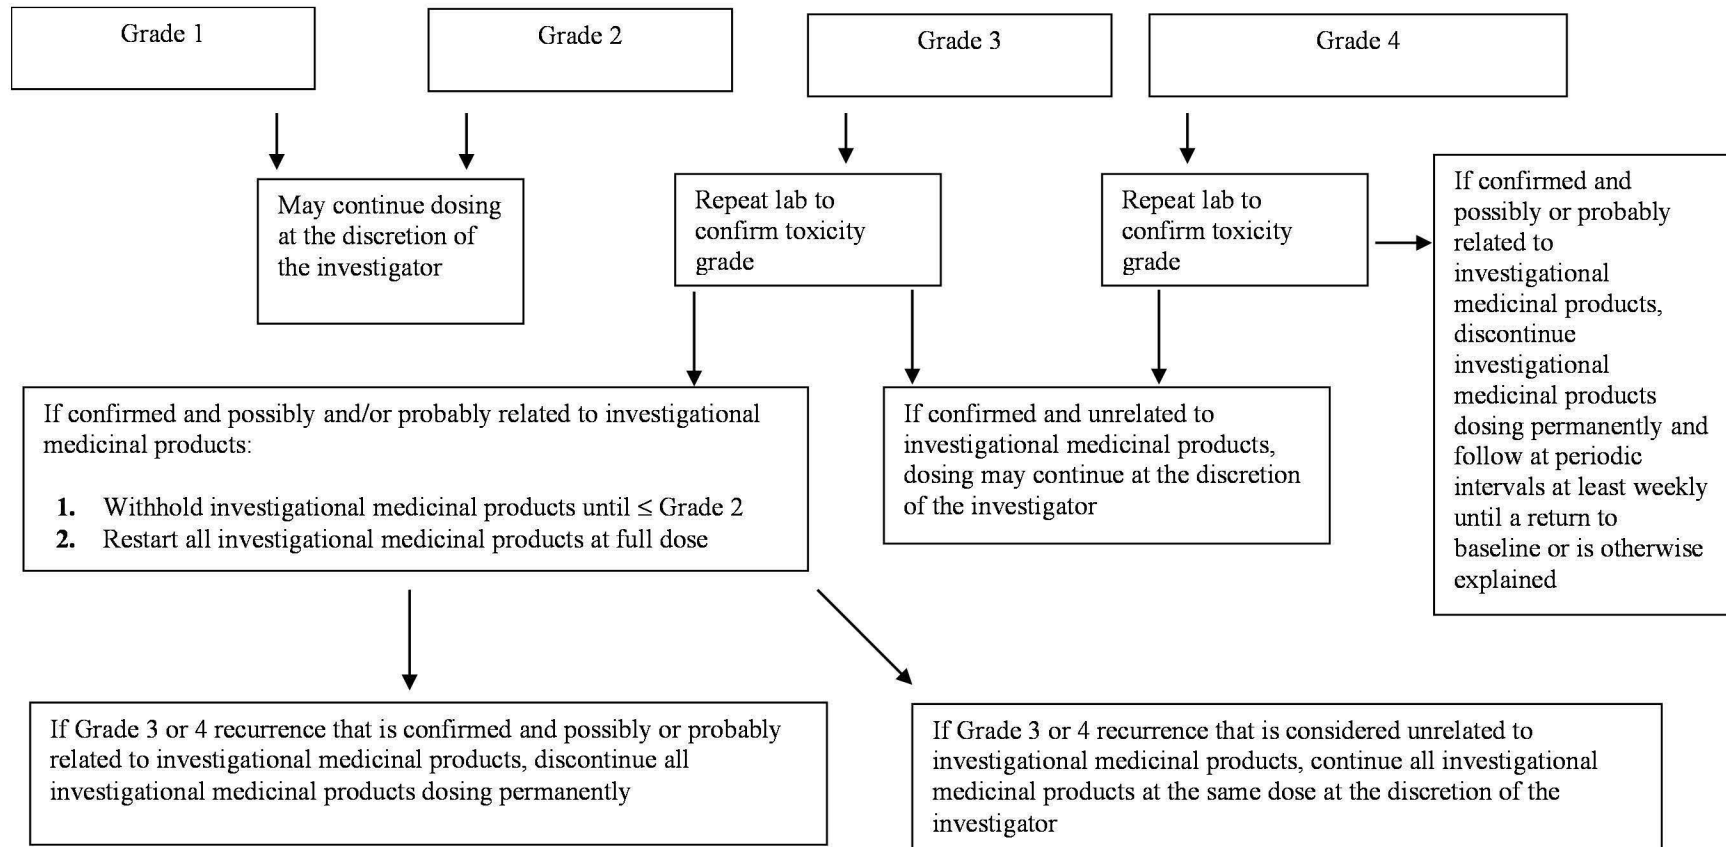 Grade 1
Grade 2
Grade 3
Grade 4
May continue dosing
at the discretion of
the investigator
Repeat lab to
confirm toxicity
grade
Repeat lab to
confirm toxicity
grade
If confirmed and
possibly or probably
related to
investigational
medicinal products,
discontinue
investigational
medicinal products
dosing permanently and
follow at periodic
intervals at least weekly
until a return to
baseline or is otherwise
explained
If confirmed and possibly and/or probably related to investigational
medicinal products:
1. Withhold investigational medicinal products until ≤ Grade 2
2. Restart all investigational medicinal products at full dose
If confirmed and unrelated to
investigational medicinal products,
dosing may continue at the discretion
of the investigator
If Grade 3 or 4 recurrence that is confirmed and possibly or probably
related to investigational medicinal products, discontinue all
investigational medicinal products dosing permanently
If Grade 3 or 4 recurrence that is considered unrelated to
investigational medicinal products, continue all investigational
medicinal products at the same dose at the discretion of the
investigator